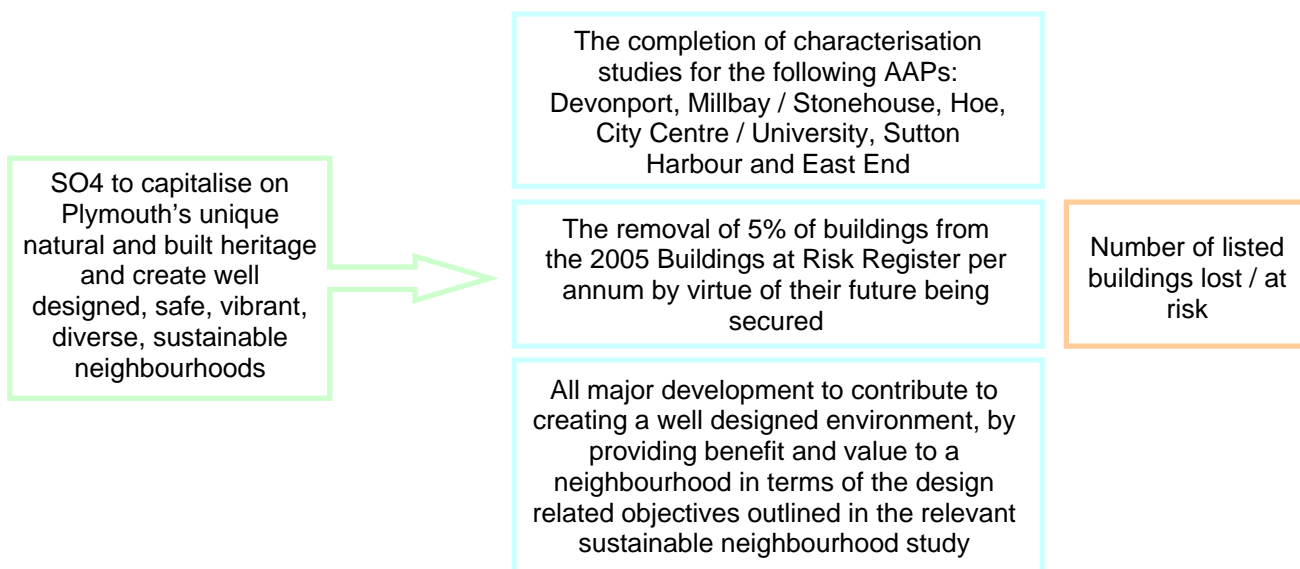 SO4 to capitalise on
Plymouth's unique
natural and built heritage
and create well
designed, safe, vibrant,
diverse, sustainable
neighbourhoods
The completion of characterisation
studies for the following AAPs:
Devonport, Millbay / Stonehouse, Hoe,
City Centre / University, Sutton
Harbour and East End
The removal of 5% of buildings from
the 2005 Buildings at Risk Register per
annum by virtue of their future being
secured
Number of listed
buildings lost / at
risk
All major development to contribute to
creating a well designed environment, by
providing benefit and value to a
neighbourhood in terms of the design
related objectives outlined in the relevant
sustainable neighbourhood study